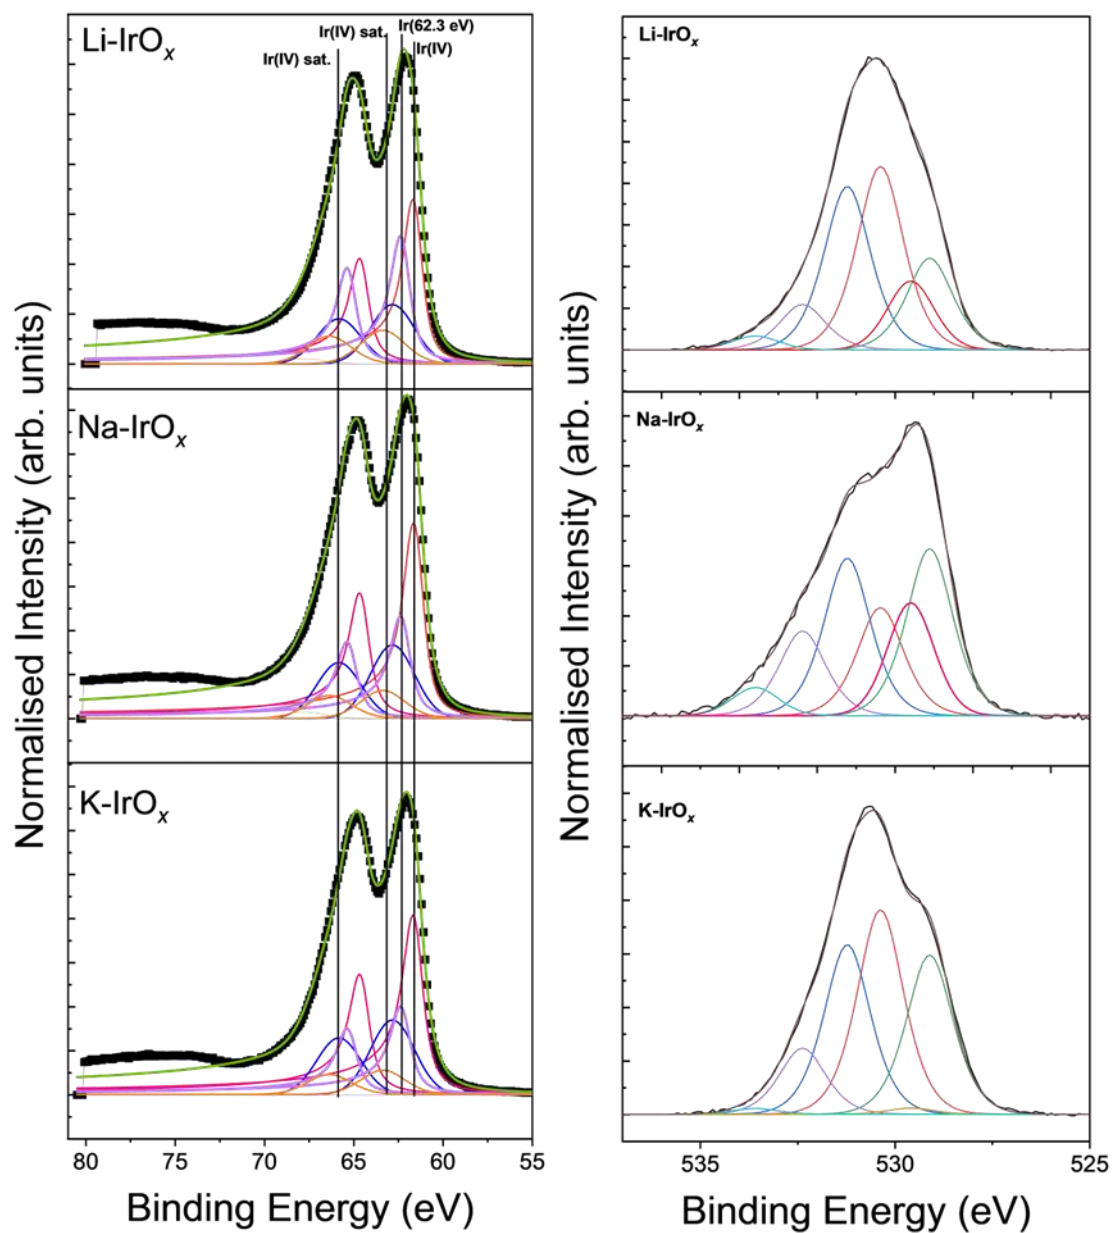 Li-IrOₓ
Ir(IV) sat.
Ir(IV) sat.
Ir(62.3 eV)
Ir(IV)
Na-IrOₓ
K-IrOₓ
Normalised Intensity (arb. units)
80 75 70 65 60 55
Binding Energy (eV)
Li-IrOₓ
Na-IrOₓ
K-IrOₓ
Normalised Intensity (arb. units)
535 530 525
Binding Energy (eV)